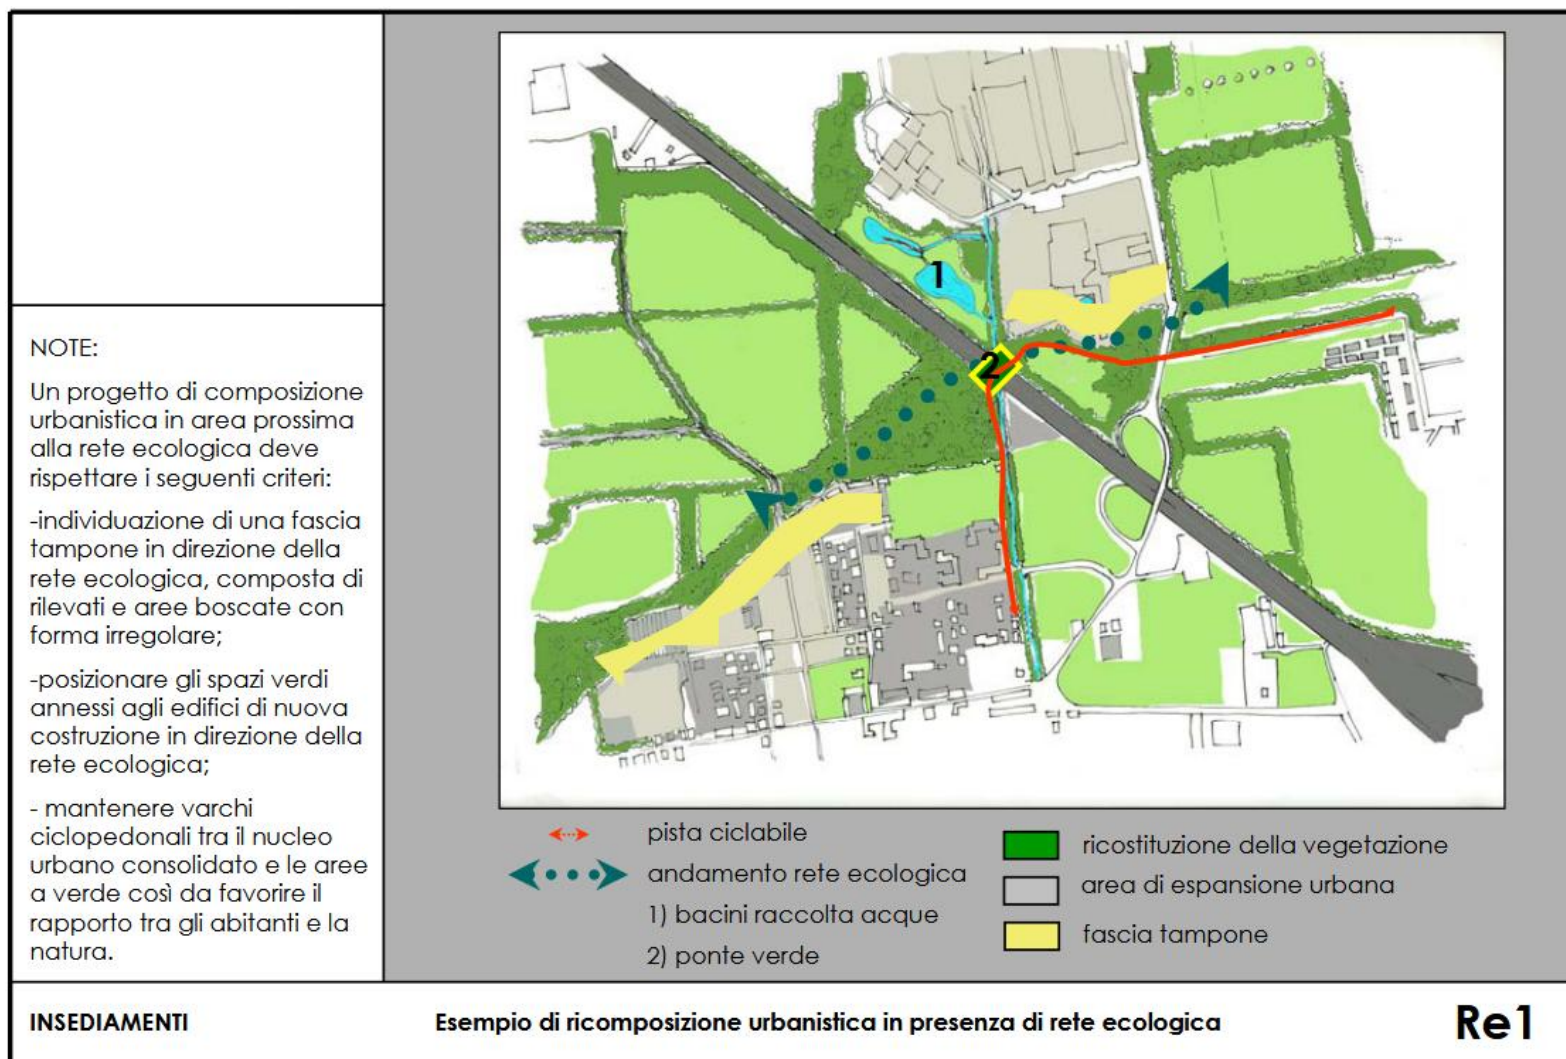 NOTE:
Un progetto di composizione
urbanistica in area prossima
alla rete ecologica deve
rispettare i seguenti criteri:
-individuazione di una fascia
tampone in direzione della
rete ecologica, composta di
rilevati e aree boscate con
forma irregolare;
-posizionare gli spazi verdi
annessi agli edifici di nuova
costruzione in direzione della
rete ecologica;
- mantenere varchi
ciclopedonali tra il nucleo
urbano consolidato e le aree
a verde così da favorire il
rapporto tra gli abitanti e la
natura.
1
2
pista ciclabile
andamento rete ecologica
1) bacini raccolta acque
2) ponte verde
ricostituzione della vegetazione
area di espansione urbana
fascia tampone
INSEDIAMENTI
Esempio di ricomposizione urbanistica in presenza di rete ecologica
Re1